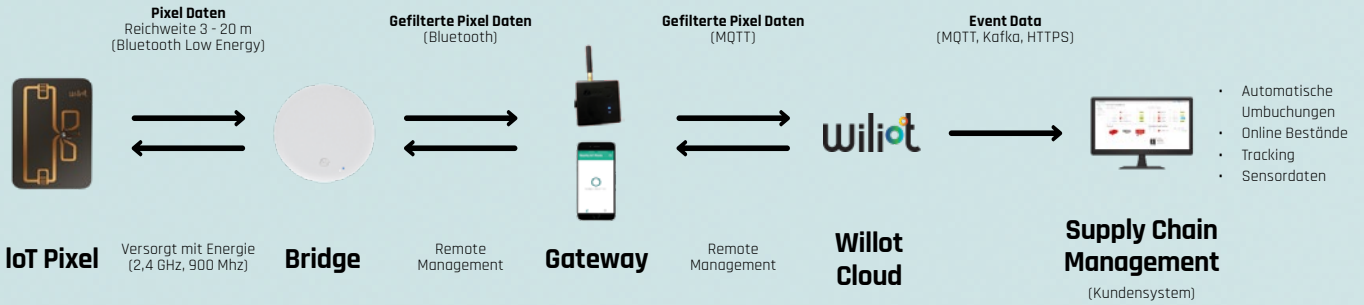 Pixel Daten
Reichweite 3 - 20 m
(Bluetooth Low Energy)
Gefilterte Pixel Daten
(Bluetooth)
Gefilterte Pixel Daten
(MQTT)
Event Data
(MQTT, Kafka, HTTPS)
wiliot
• Automatische
Umbuchungen
• Online Bestände
• Tracking
• Sensordaten
IoT Pixel
Versorgt mit Energie
(2,4 GHz, 900 Mhz)
Bridge
Remote
Management
Gateway
Remote
Management
Willot
Cloud
Supply Chain
Management
(Kundensystem)